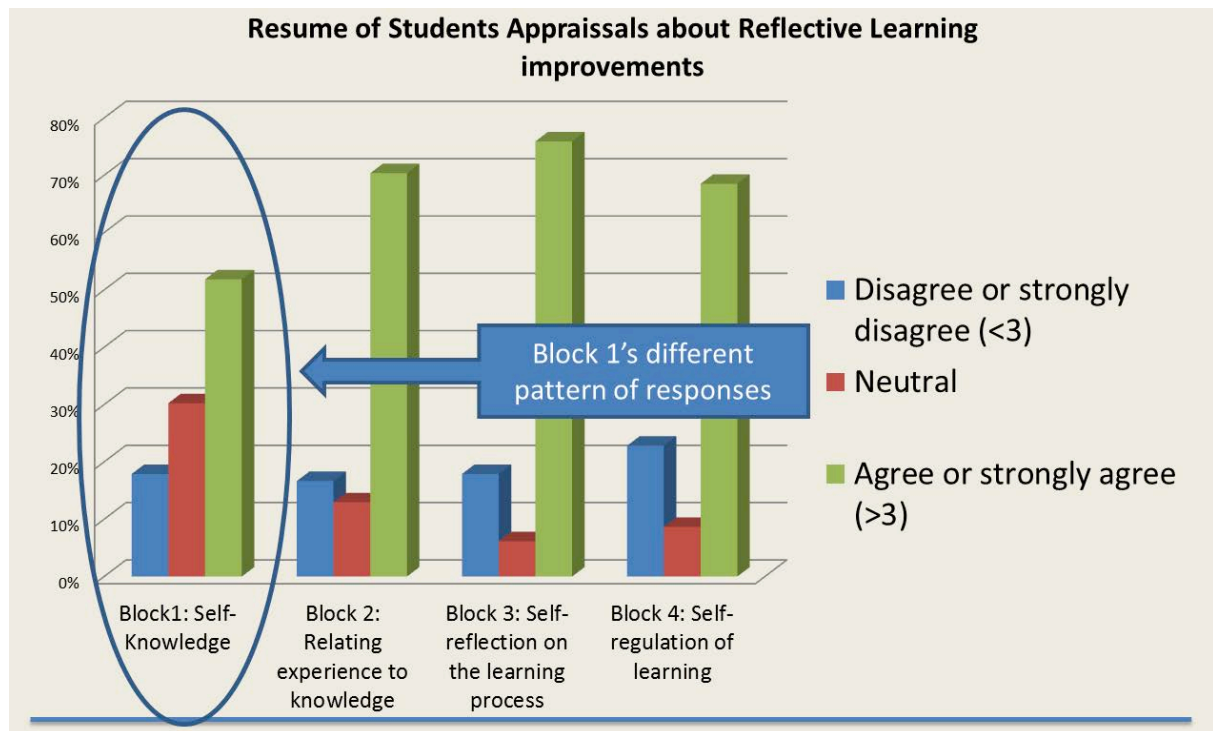 Resume of Students Appraissals about Reflective Learning
improvements
80%
70%
60%
50%
40%
30%
20%
10%
0%
Block 1's different
pattern of responses
Disagree or strongly
disagree (<3)
Neutral
Agree or strongly agree
(>3)
Block1: Self-
Knowledge
Block 2:
Relating
experience to
knowledge
Block 3: Self-
reflection on
the learning
process
Block 4: Self-
regulation of
learning